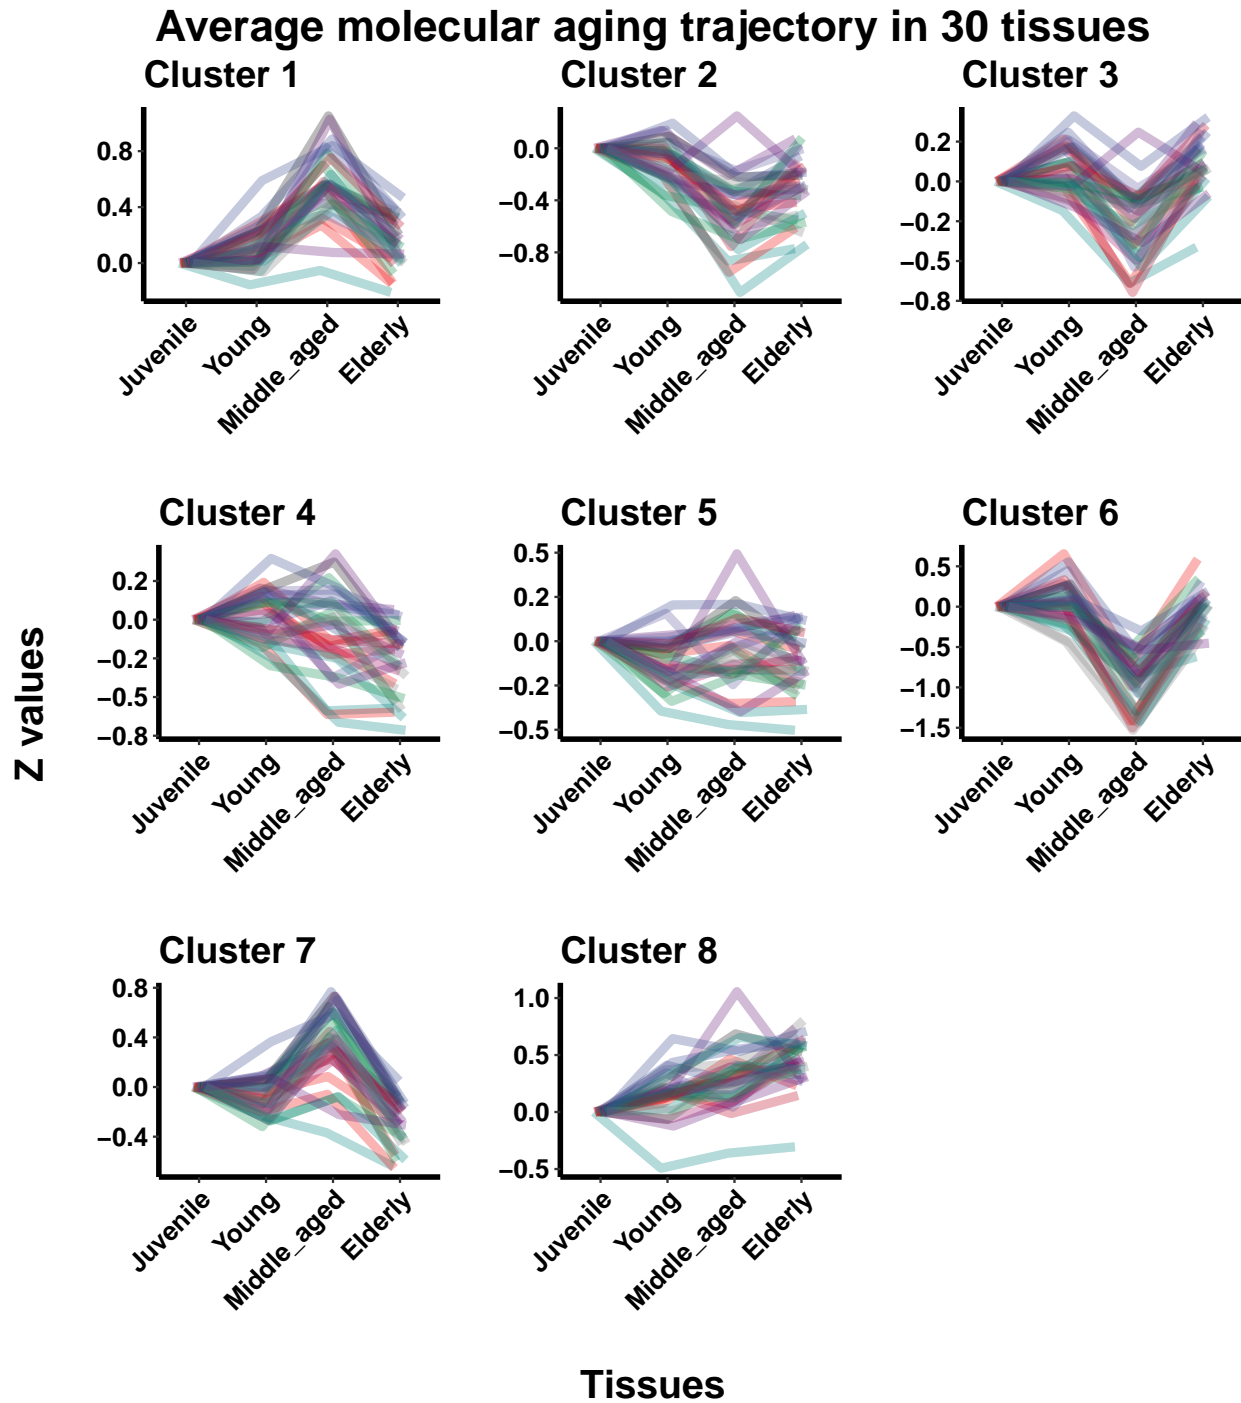 Average molecular aging trajectory in 30 tissues
Cluster 1
Cluster 2
Cluster 3
0.8
0.4
0.0
Juvenile
Young
Middle_aged
Elderly
0.0
−0.4
−0.8
Juvenile
Young
Middle_aged
Elderly
0.2
0.0
−0.2
−0.5
−0.8
Juvenile
Young
Middle_aged
Elderly
Z values
Cluster 4
Cluster 5
Cluster 6
0.2
0.0
−0.2
−0.5
−0.8
Juvenile
Young
Middle_aged
Elderly
0.5
0.2
0.0
−0.2
−0.5
Juvenile
Young
Middle_aged
Elderly
0.5
0.0
−0.5
−1.0
−1.5
Juvenile
Young
Middle_aged
Elderly
Cluster 7
Cluster 8
0.8
0.4
0.0
−0.4
Juvenile
Young
Middle_aged
Elderly
1.0
0.5
0.0
−0.5
Juvenile
Young
Middle_aged
Elderly
Tissues